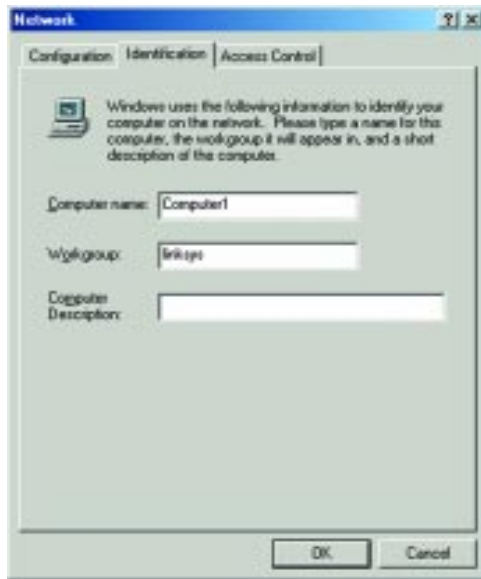 Network
Configuration
Identification
Access Control
Windows uses the following information to identify your
computer on the network. Please type a name for this
computer, the workgroup it will appear in, and a short
description of the computer.
Computer name: Computer1
Workgroup: linksys
Computer
Description:
OK
Cancel